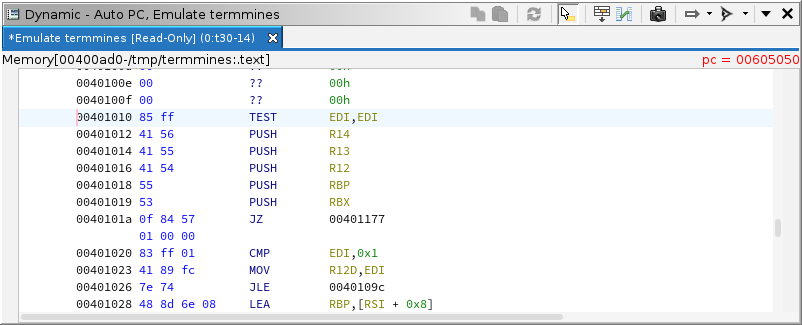 Dynamic - Auto PC, Emulate termmines
*Emulate termmines [Read-Only] (0:t30-14)
Memory[00400ad0-/tmp/termmines:.text] pc = 00605050
0040100e 00 ?? 00h
0040100f 00 ?? 00h
00401010 85 ff TEST EDI,EDI
00401012 41 56 PUSH R14
00401014 41 55 PUSH R13
00401016 41 54 PUSH R12
00401018 55 PUSH RBP
00401019 53 PUSH RBX
0040101a 0f 84 57 JZ 00401177
01 00 00
00401020 83 ff 01 CMP EDI,0x1
00401023 41 89 fc MOV R12D,EDI
00401026 7e 74 JLE 0040109c
00401028 48 8d 6e 08 LEA RBP,[RSI + 0x8]